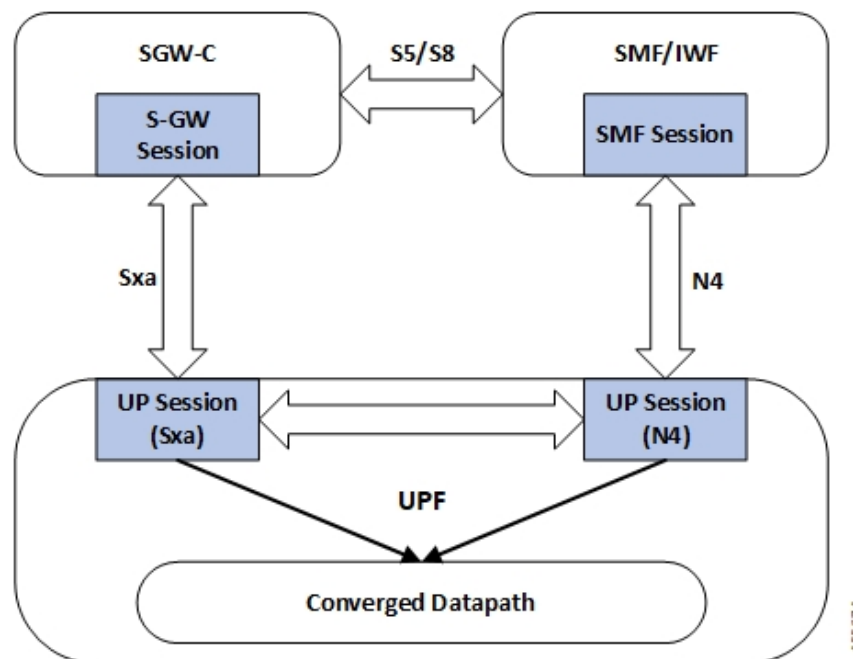 SGW-C
S5/S8
SMF/IWF
S-GW
Session
SMF Session
Sxa
N4
UP Session
(Sxa)
UP Session
(N4)
UPF
Converged Datapath